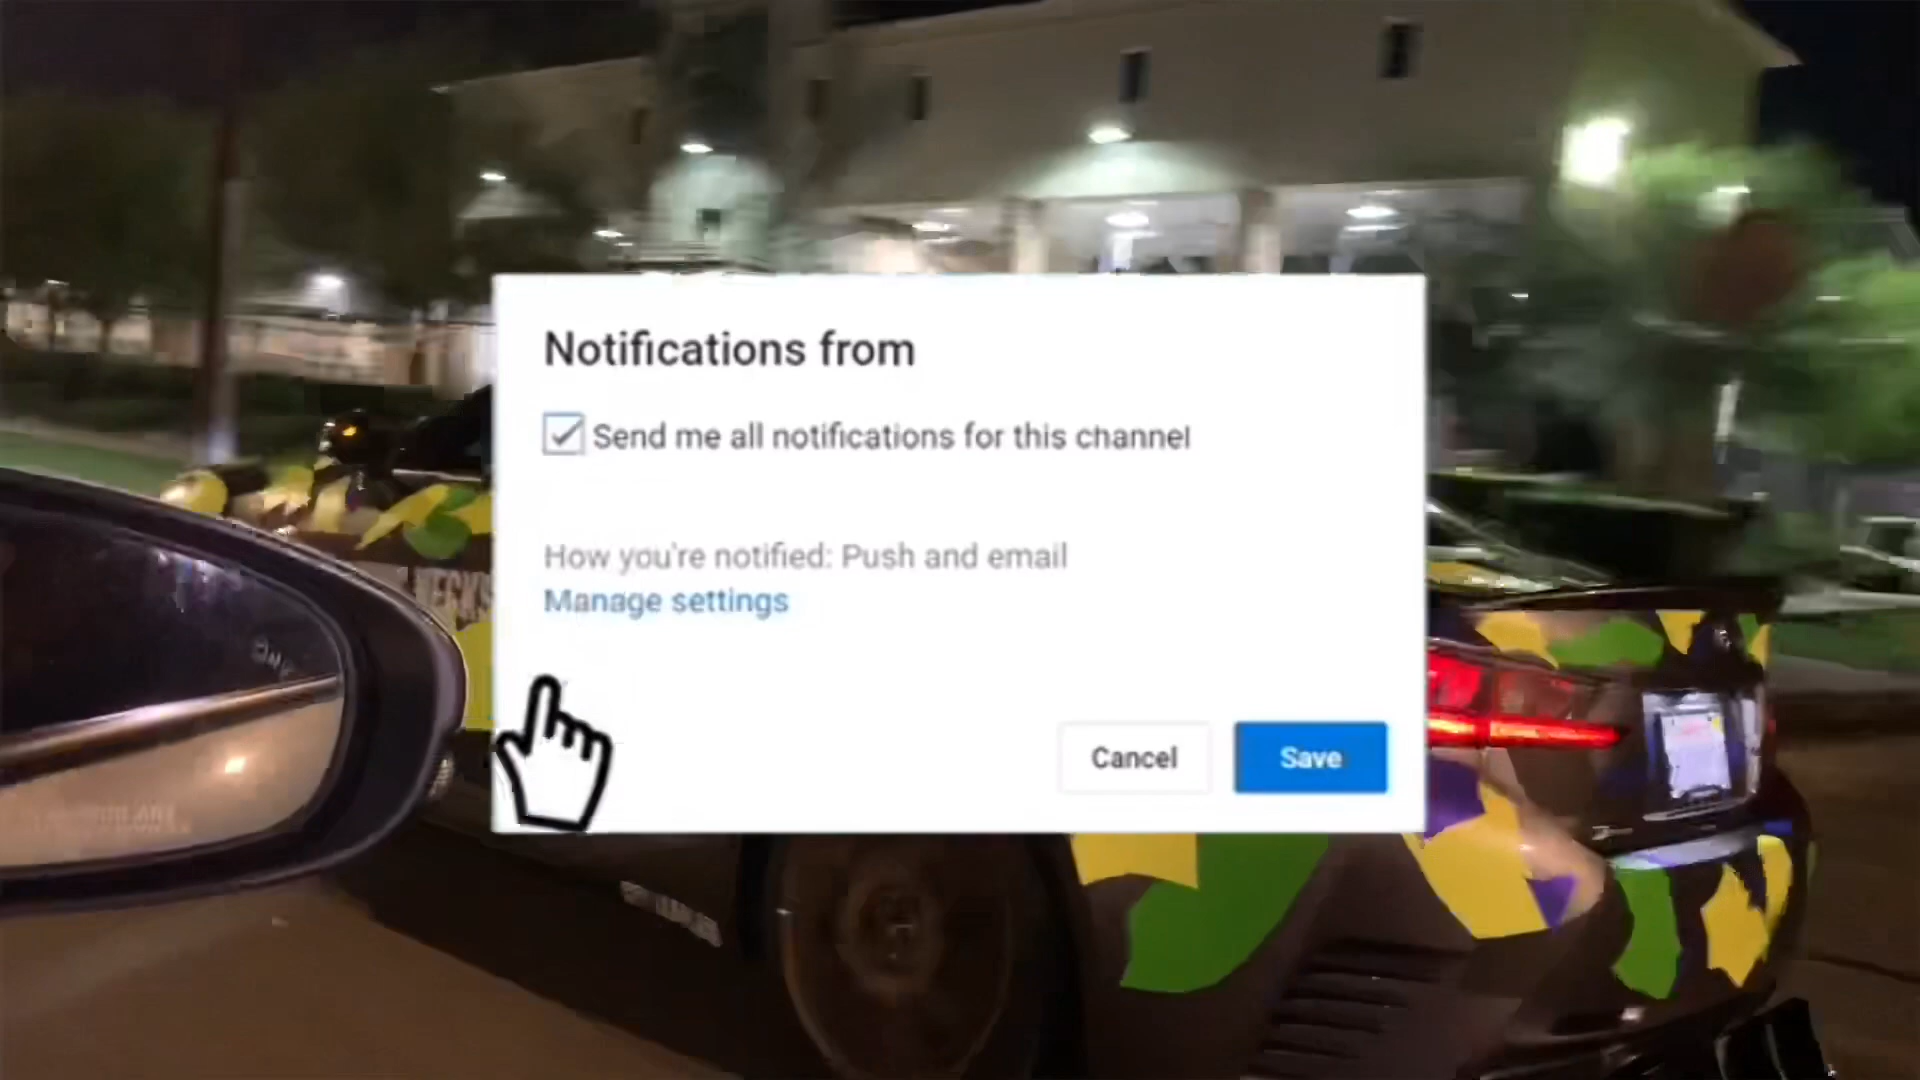 Notifications from
Send me all notifications for this channel
How you're notified: Push and email
Manage settings
Cancel
Save